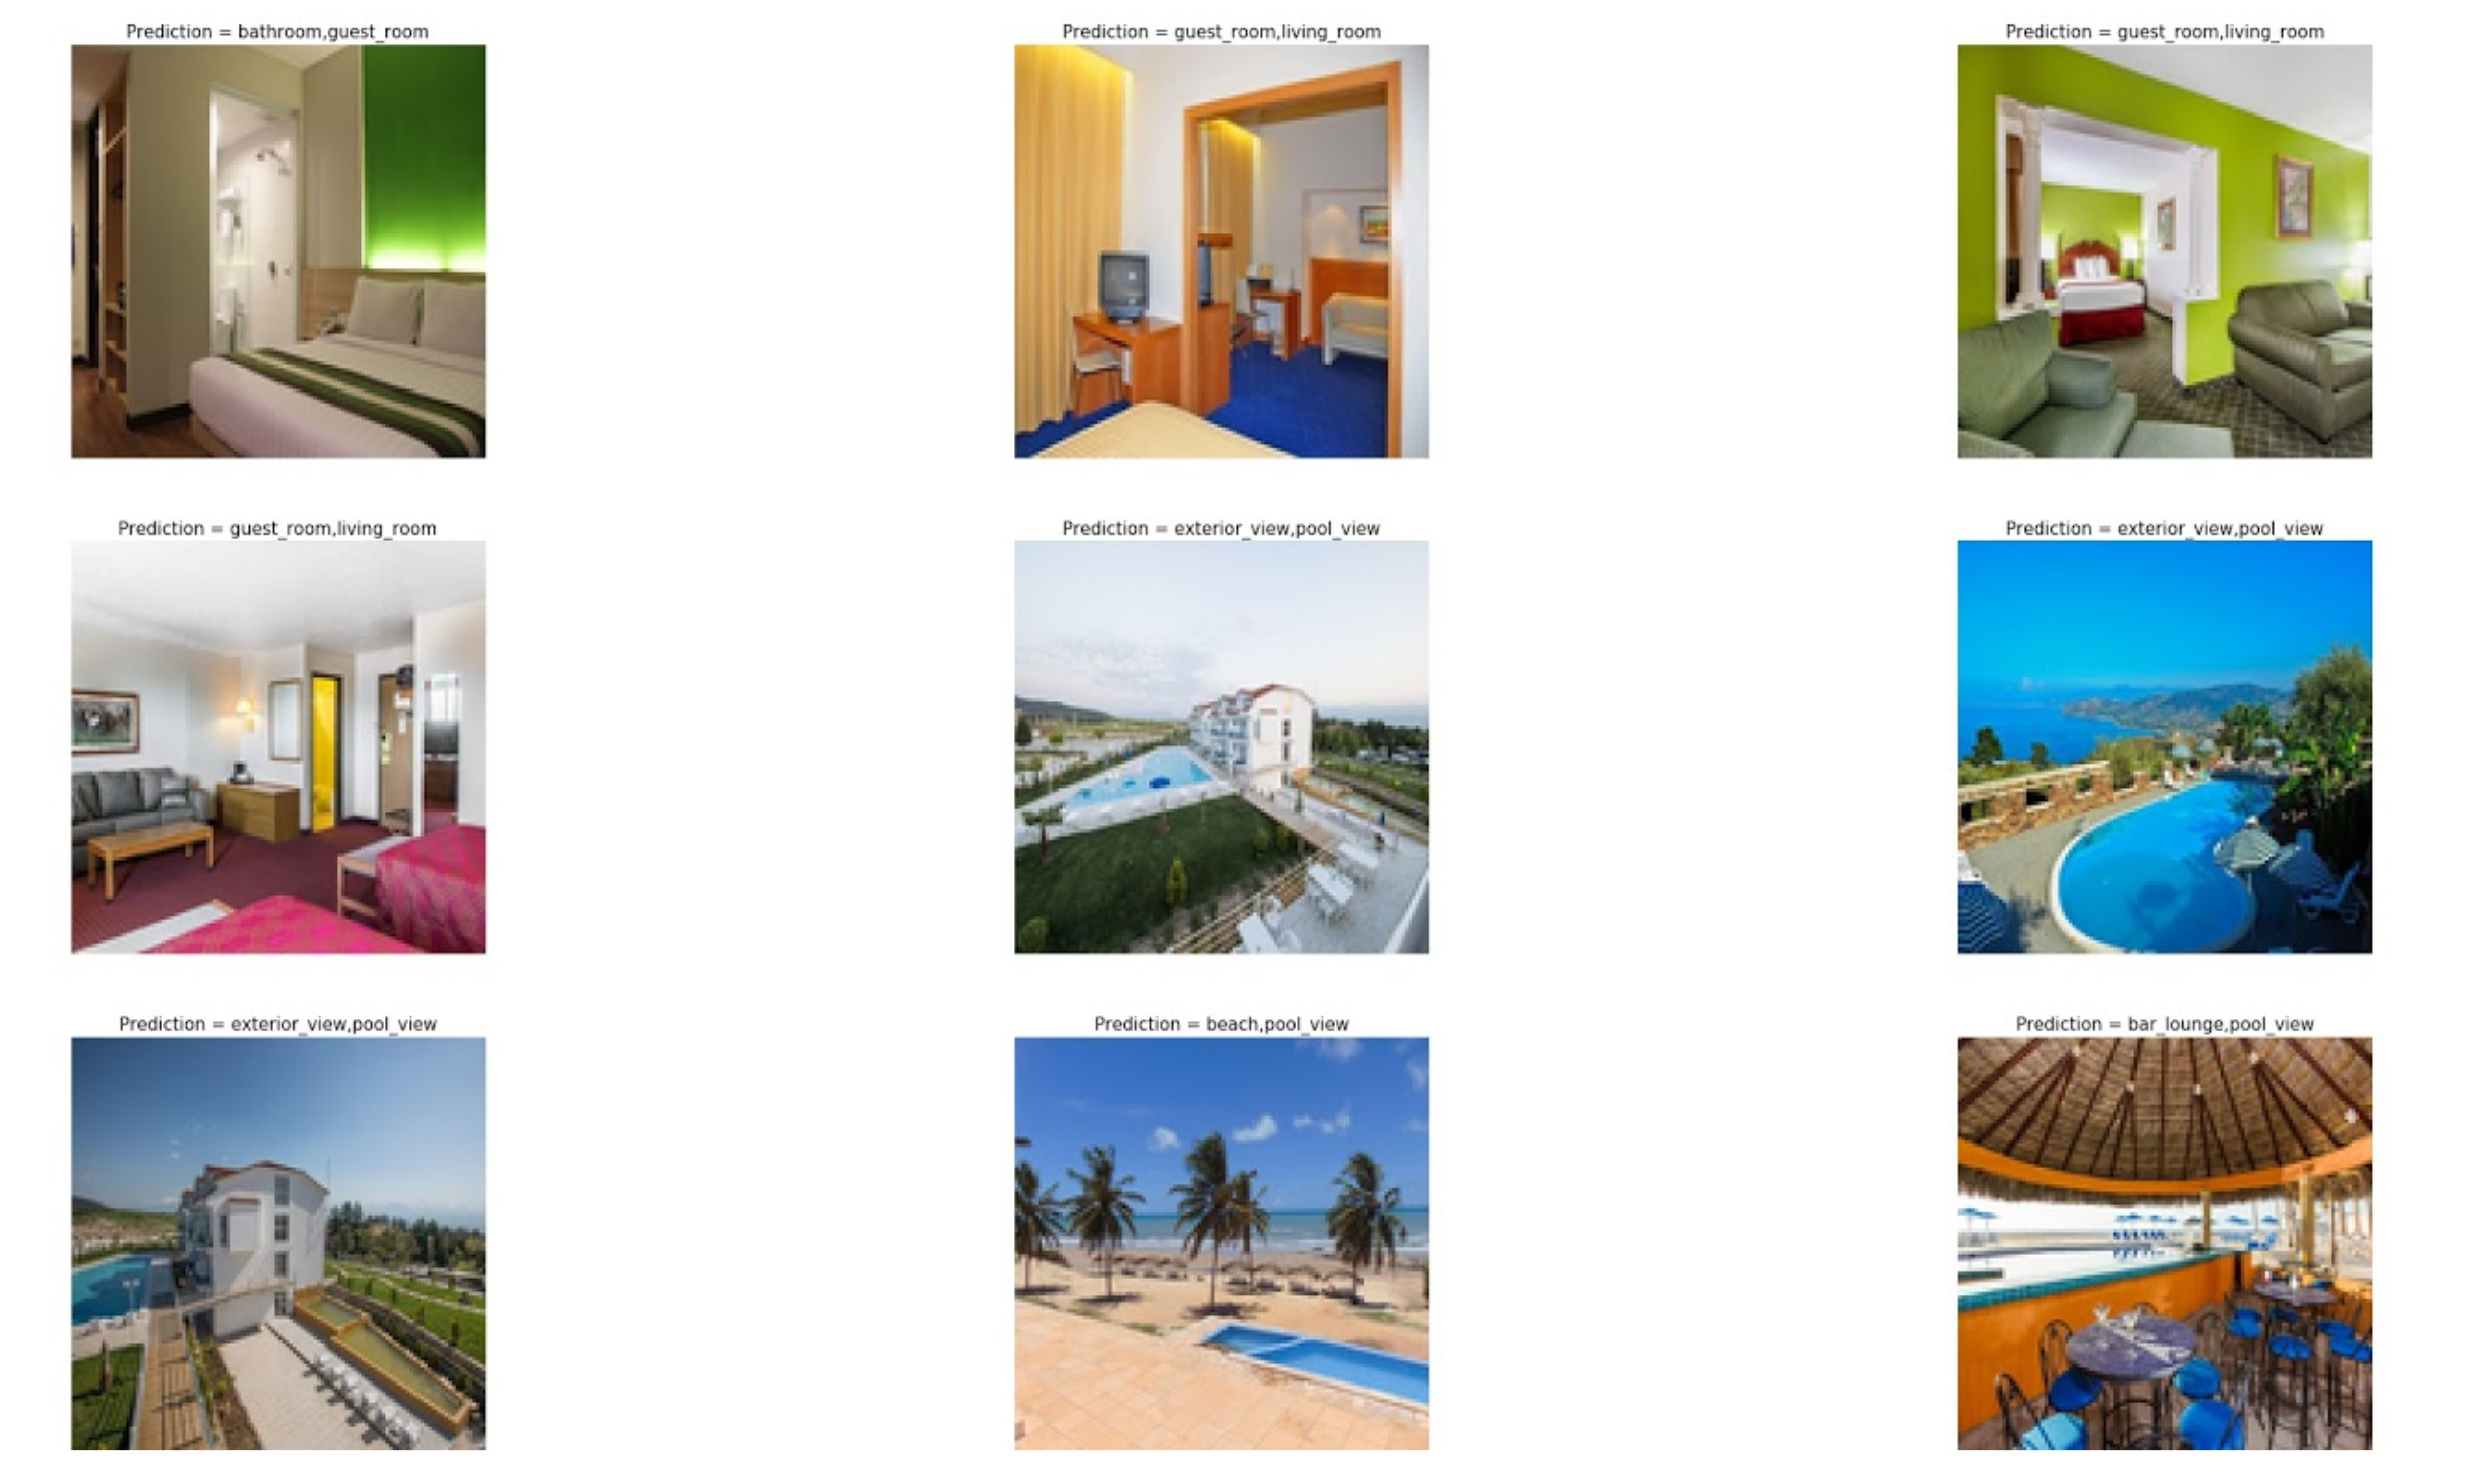 Prediction = bathroom,guest_room
Prediction = guest_room,living_room
Prediction = guest_room,living_room
Prediction = guest_room,living_room
Prediction = exterior_view,pool_view
Prediction = exterior_view,pool_view
Prediction = exterior_view,pool_view
Prediction = beach,pool_view
Prediction = bar_lounge,pool_view